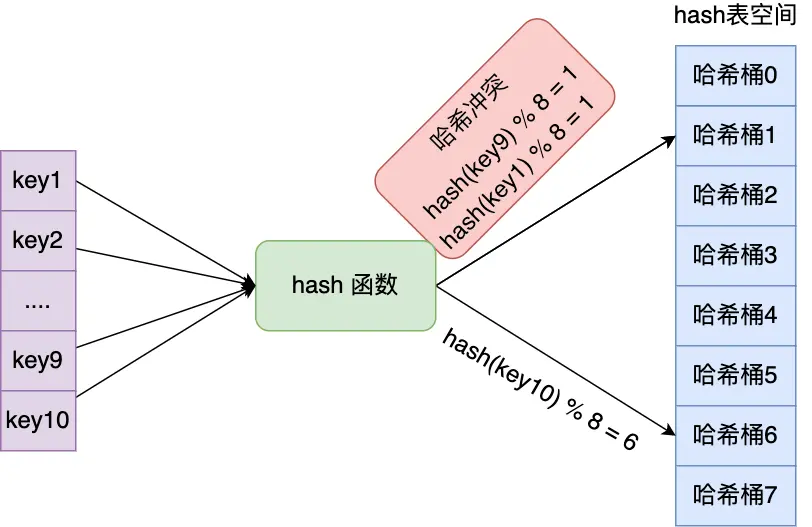 hash表空间
key1
key2
....
key9
key10
hash 函数
哈希冲突
hash(key9) % 8 = 1
hash(key1) % 8 = 1
hash(key10) % 8 = 6
哈希桶0
哈希桶1
哈希桶2
哈希桶3
哈希桶4
哈希桶5
哈希桶6
哈希桶7